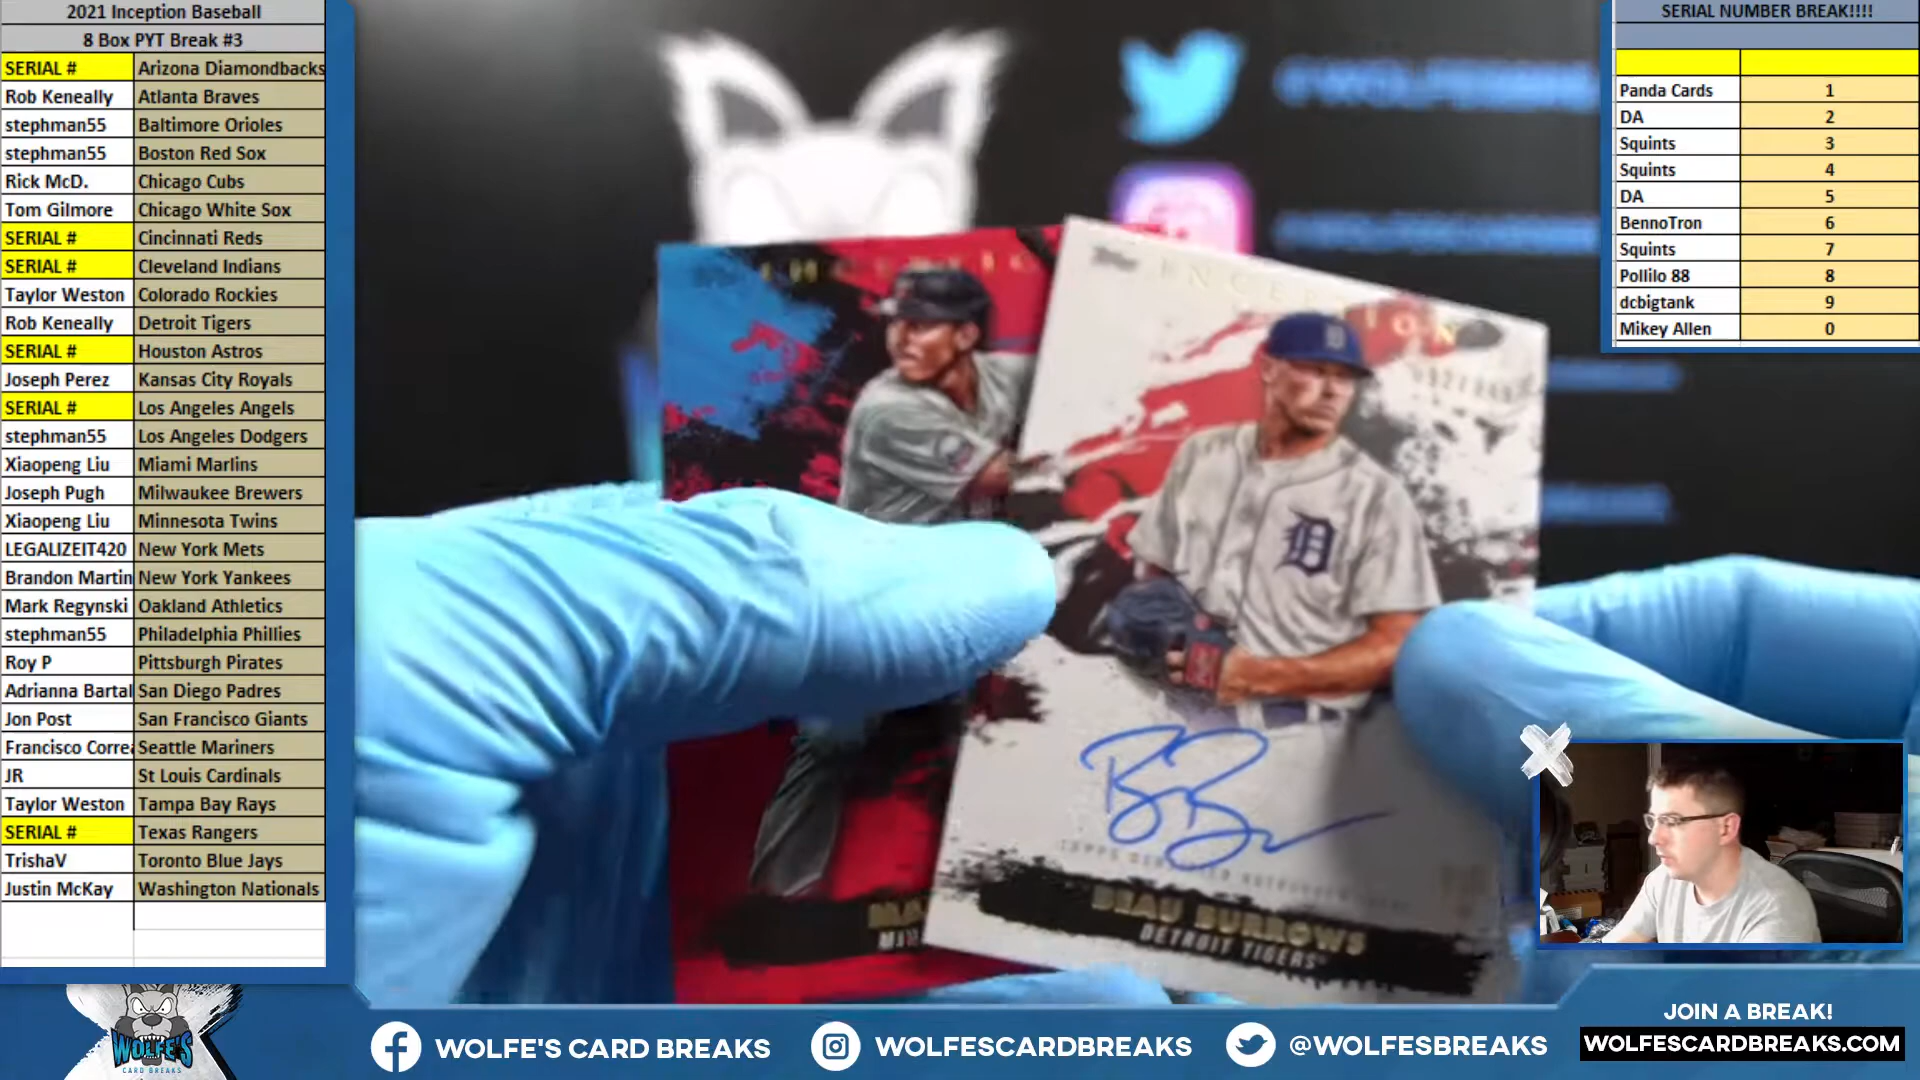 2021 Inception Baseball
8 Box PYT Break #3
SERIAL # Arizona Diamondbacks
Rob Keneally Atlanta Braves
stephman55 Baltimore Orioles
stephman55 Boston Red Sox
Rick McD. Chicago Cubs
Tom Gilmore Chicago White Sox
SERIAL # Cincinnati Reds
SERIAL # Cleveland Indians
Taylor Weston Colorado Rockies
Rob Keneally Detroit Tigers
SERIAL # Houston Astros
Joseph Perez Kansas City Royals
SERIAL # Los Angeles Angels
stephman55 Los Angeles Dodgers
Xiaopeng Liu Miami Marlins
Joseph Pugh Milwaukee Brewers
Xiaopeng Liu Minnesota Twins
LEGALIZEIT420 New York Mets
Brandon Martin New York Yankees
Mark Regynski Oakland Athletics
stephman55 Philadelphia Phillies
Roy P Pittsburgh Pirates
Adrianna Bartal San Diego Padres
Jon Post San Francisco Giants
Francisco Correa Seattle Mariners
JR St Louis Cardinals
Taylor Weston Tampa Bay Rays
SERIAL # Texas Rangers
TrishaV Toronto Blue Jays
Justin McKay Washington Nationals
SERIAL NUMBER BREAK!!!!
Panda Cards 1
DA 2
Squints 3
Squints 4
DA 5
BennoTron 6
Squints 7
Pollilo 88 8
dcbigtank 9
Mikey Allen 0
INCEPTION
INCEPTION
D
D
BEAU BURROWS
DETROIT TIGERS
WOLFE'S
CARD BREAKS
WOLFE'S CARD BREAKS
WOLFESCARDBREAKS
@WOLFESBREAKS
JOIN A BREAK!
WOLFESCARDBREAKS.COM